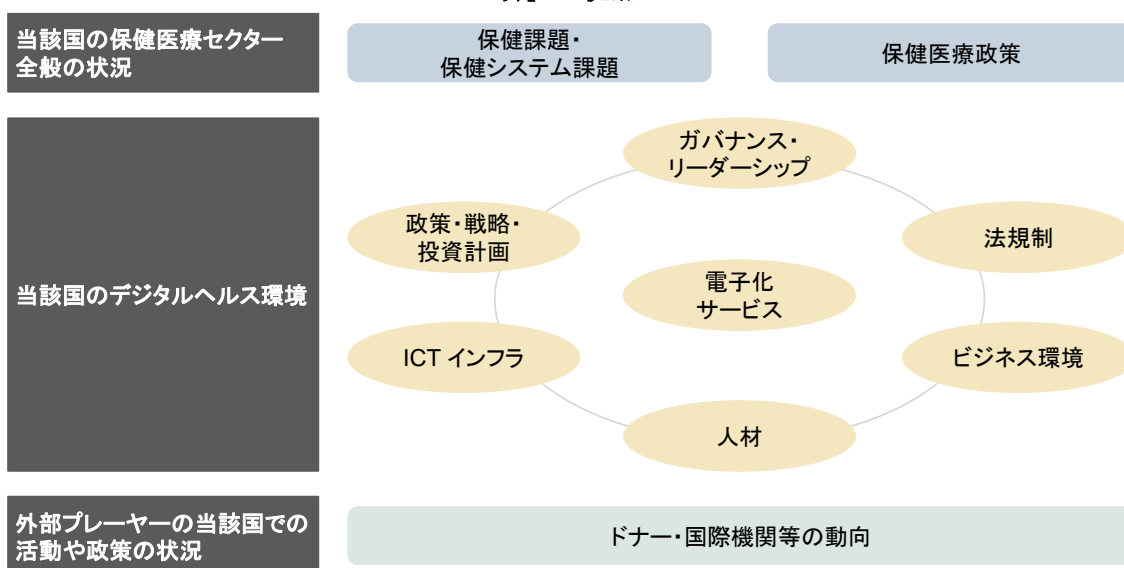 当該国の保健医療セクター
全般の状況
保健課題・
保健システム課題
保健医療政策
当該国のデジタルヘルス環境
ガバナンス・
リーダーシップ
政策・戦略・
投資計画
法規制
電子化
サービス
ICT インフラ
ビジネス環境
人材
外部プレーヤーの当該国での
活動や政策の状況
ドナー・国際機関等の動向